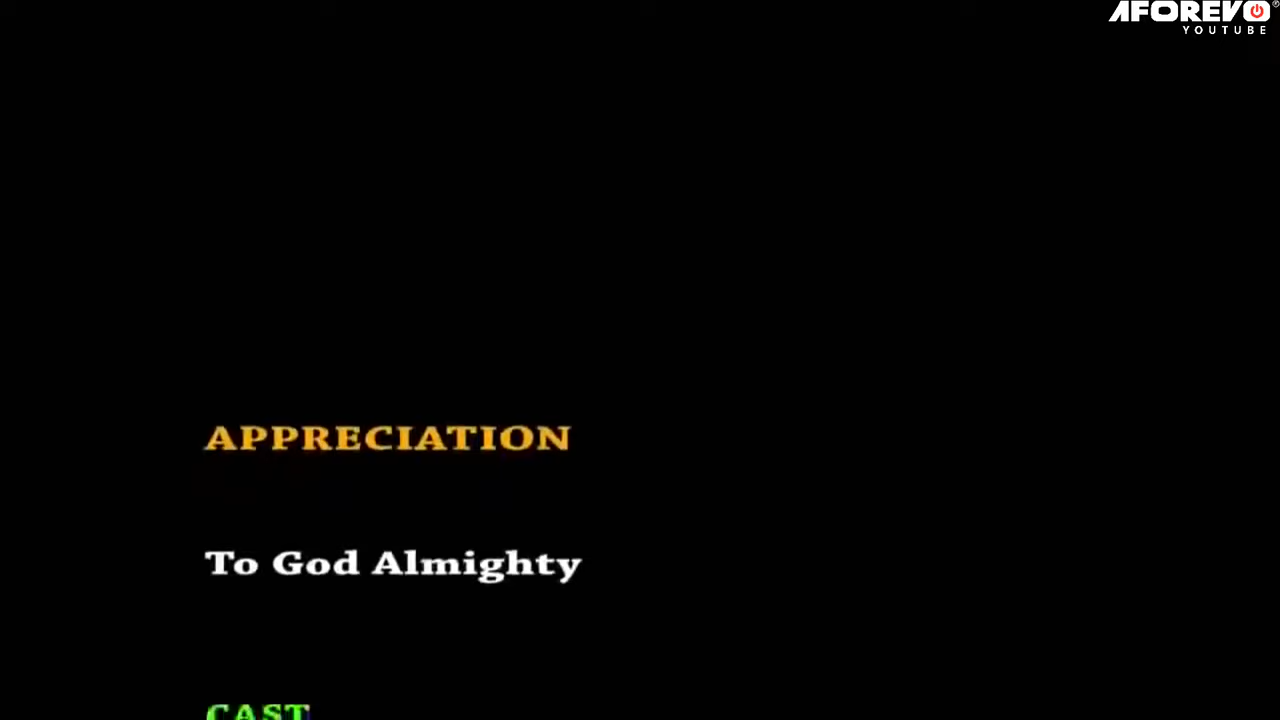 AFOREVO
YOUTUBE
APPRECIATION
To God Almighty
CAST